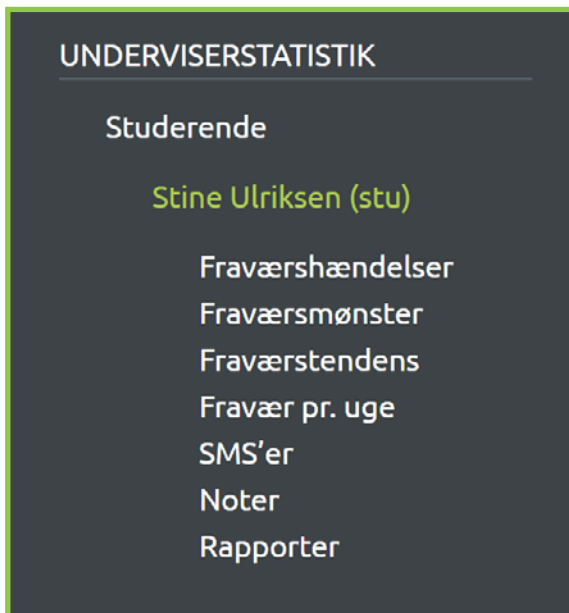 UNDERVISERSTATISTIK
Studerende
Stine Ulriksen (stu)
Fraværshændelser
Fraværsmønster
Fraværstendens
Fravær pr. uge
SMS’er
Noter
Rapporter